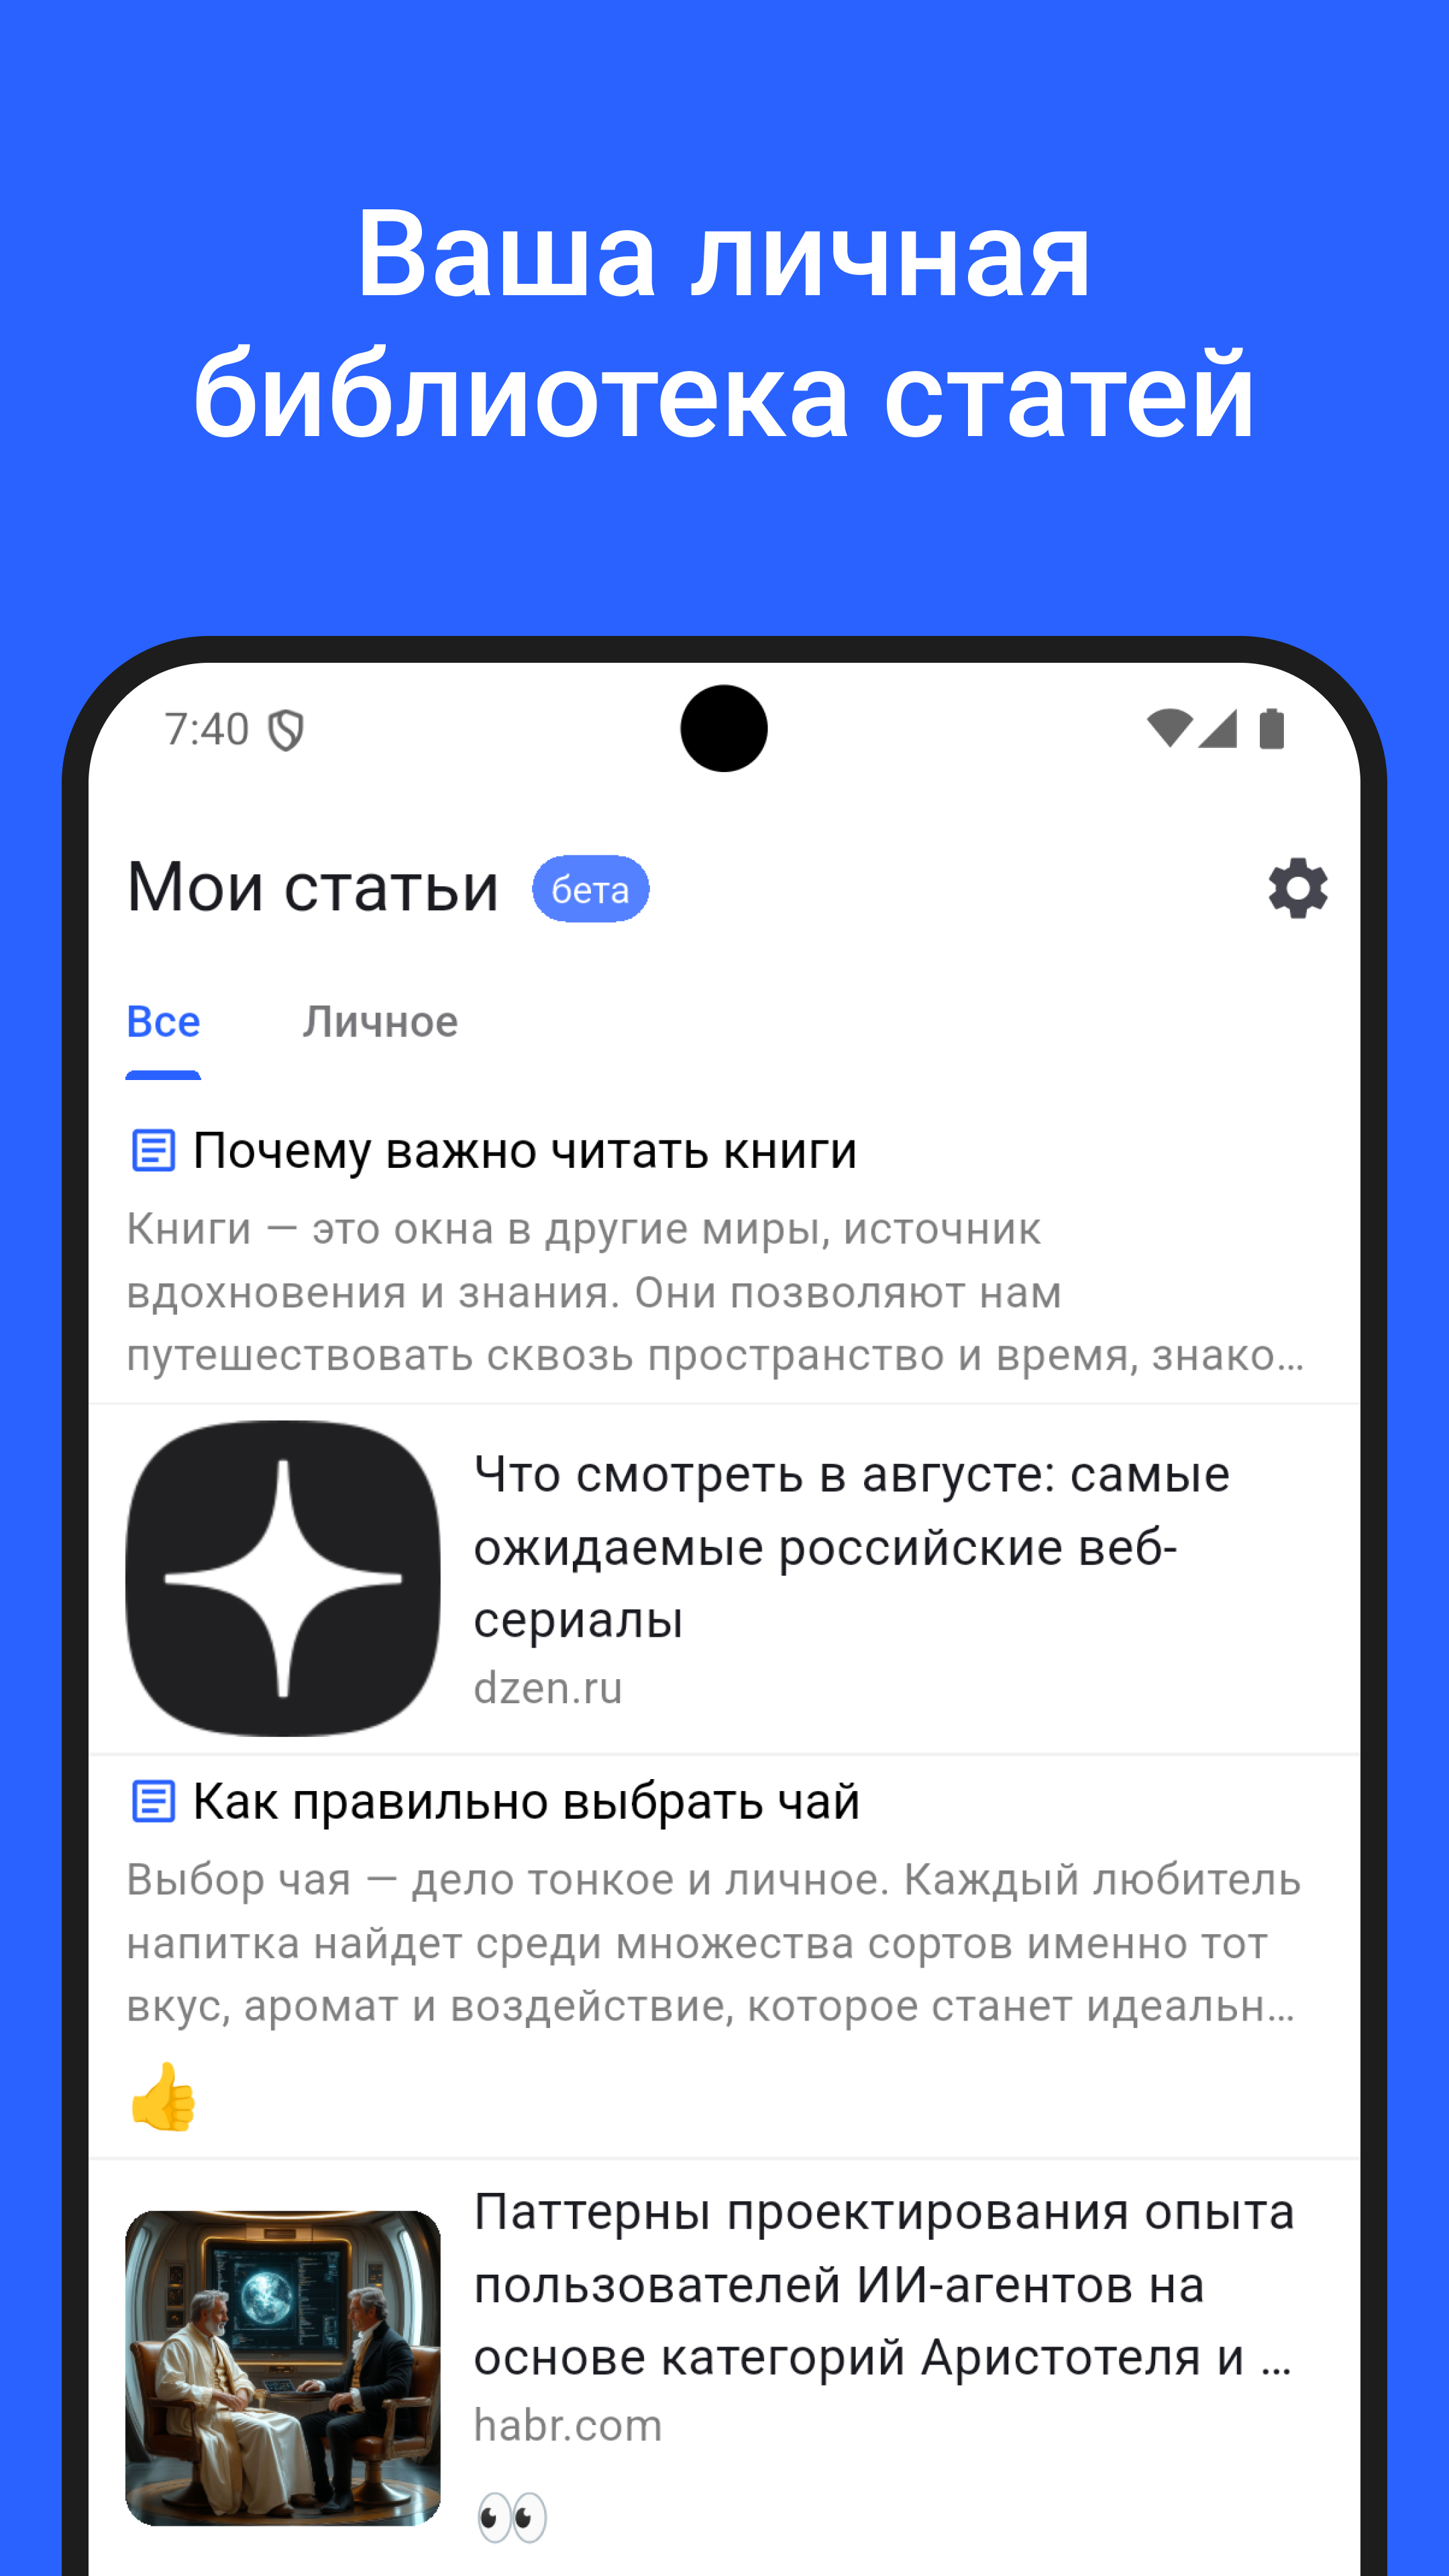 Ваша личная
библиотека статей
7:40
Мои статьи бета
Все Личное
Почему важно читать книги
Книги — это окна в другие миры, источник
вдохновения и знания. Они позволяют нам
путешествовать сквозь пространство и время, знако...
Что смотреть в августе: самые
ожидаемые российские веб-
сериалы
dzen.ru
Как правильно выбрать чай
Выбор чая — дело тонкое и личное. Каждый любитель
напитка найдет среди множества сортов именно тот
вкус, аромат и воздействие, которое станет идеальн...
👍
Паттерны проектирования опыта
пользователей ИИ-агентов на
основе категорий Аристотеля и ...
habr.com
👀